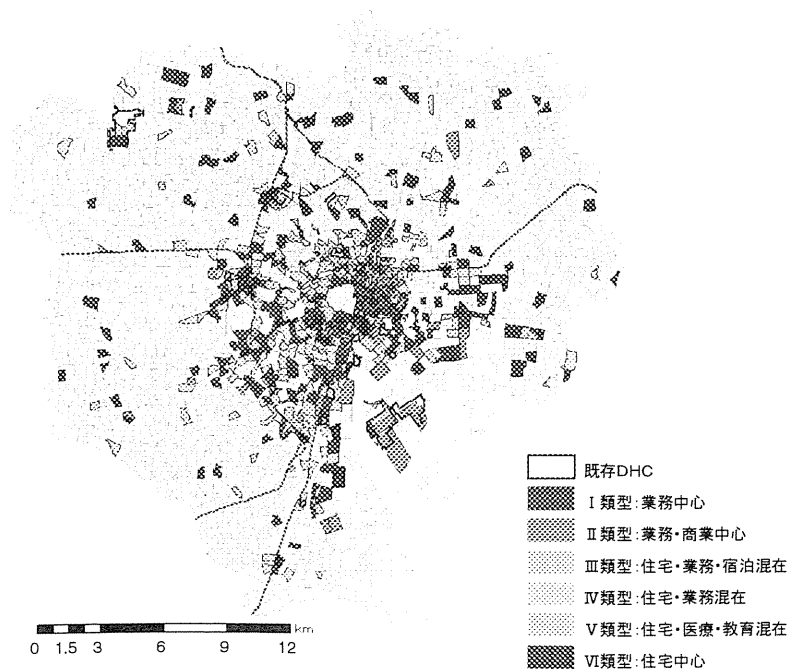 既存DHC
Ⅰ類型:業務中心
Ⅱ類型:業務・商業中心
Ⅲ類型:住宅・業務・宿泊混在
Ⅳ類型:住宅・業務混在
Ⅴ類型:住宅・医療・教育混在
Ⅵ類型:住宅中心
0 1.5 3 6 9 12 km